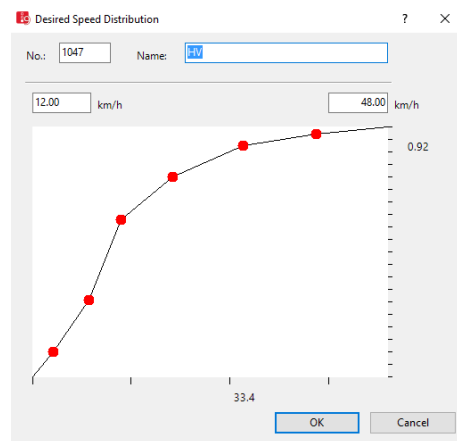 Desired Speed Distribution ? ×
No.: 1047 Name: HV
12.00 km/h 48.00 km/h
0.92
33.4
OK Cancel